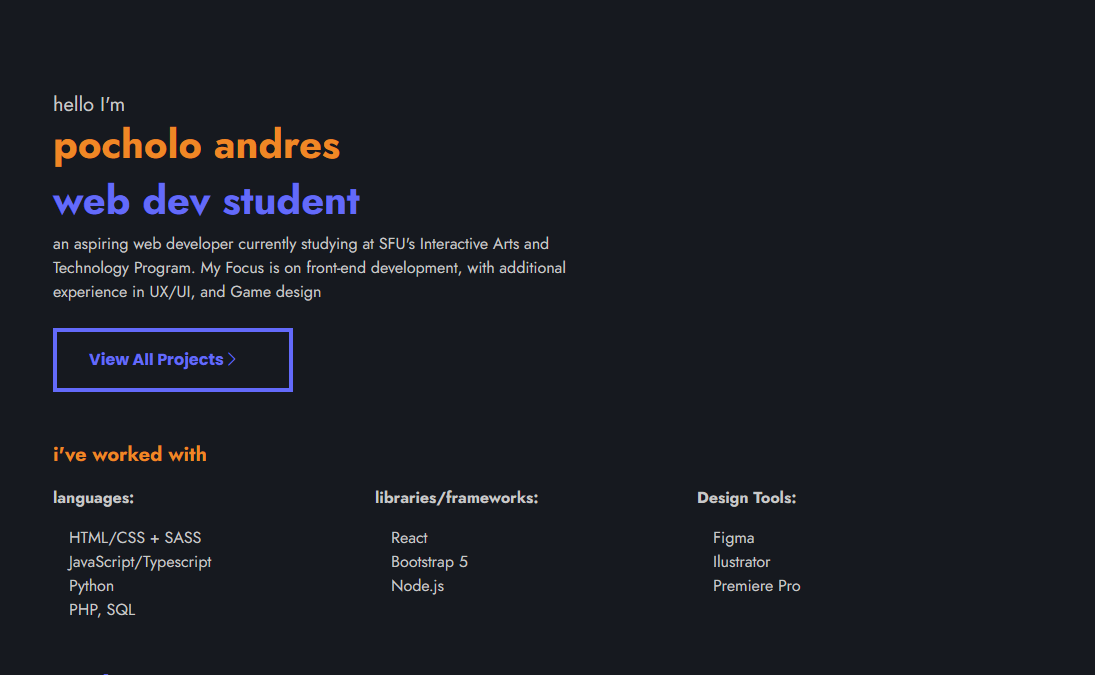 hello I'm
pocholo andres
web dev student
an aspiring web developer currently studying at SFU's Interactive Arts and
Technology Program. My Focus is on front-end development, with additional
experience in UX/UI, and Game design
View All Projects
i've worked with
languages:
HTML/CSS + SASS
JavaScript/Typescript
Python
PHP, SQL
libraries/frameworks:
React
Bootstrap 5
Node.js
Design Tools:
Figma
Ilustrator
Premiere Pro